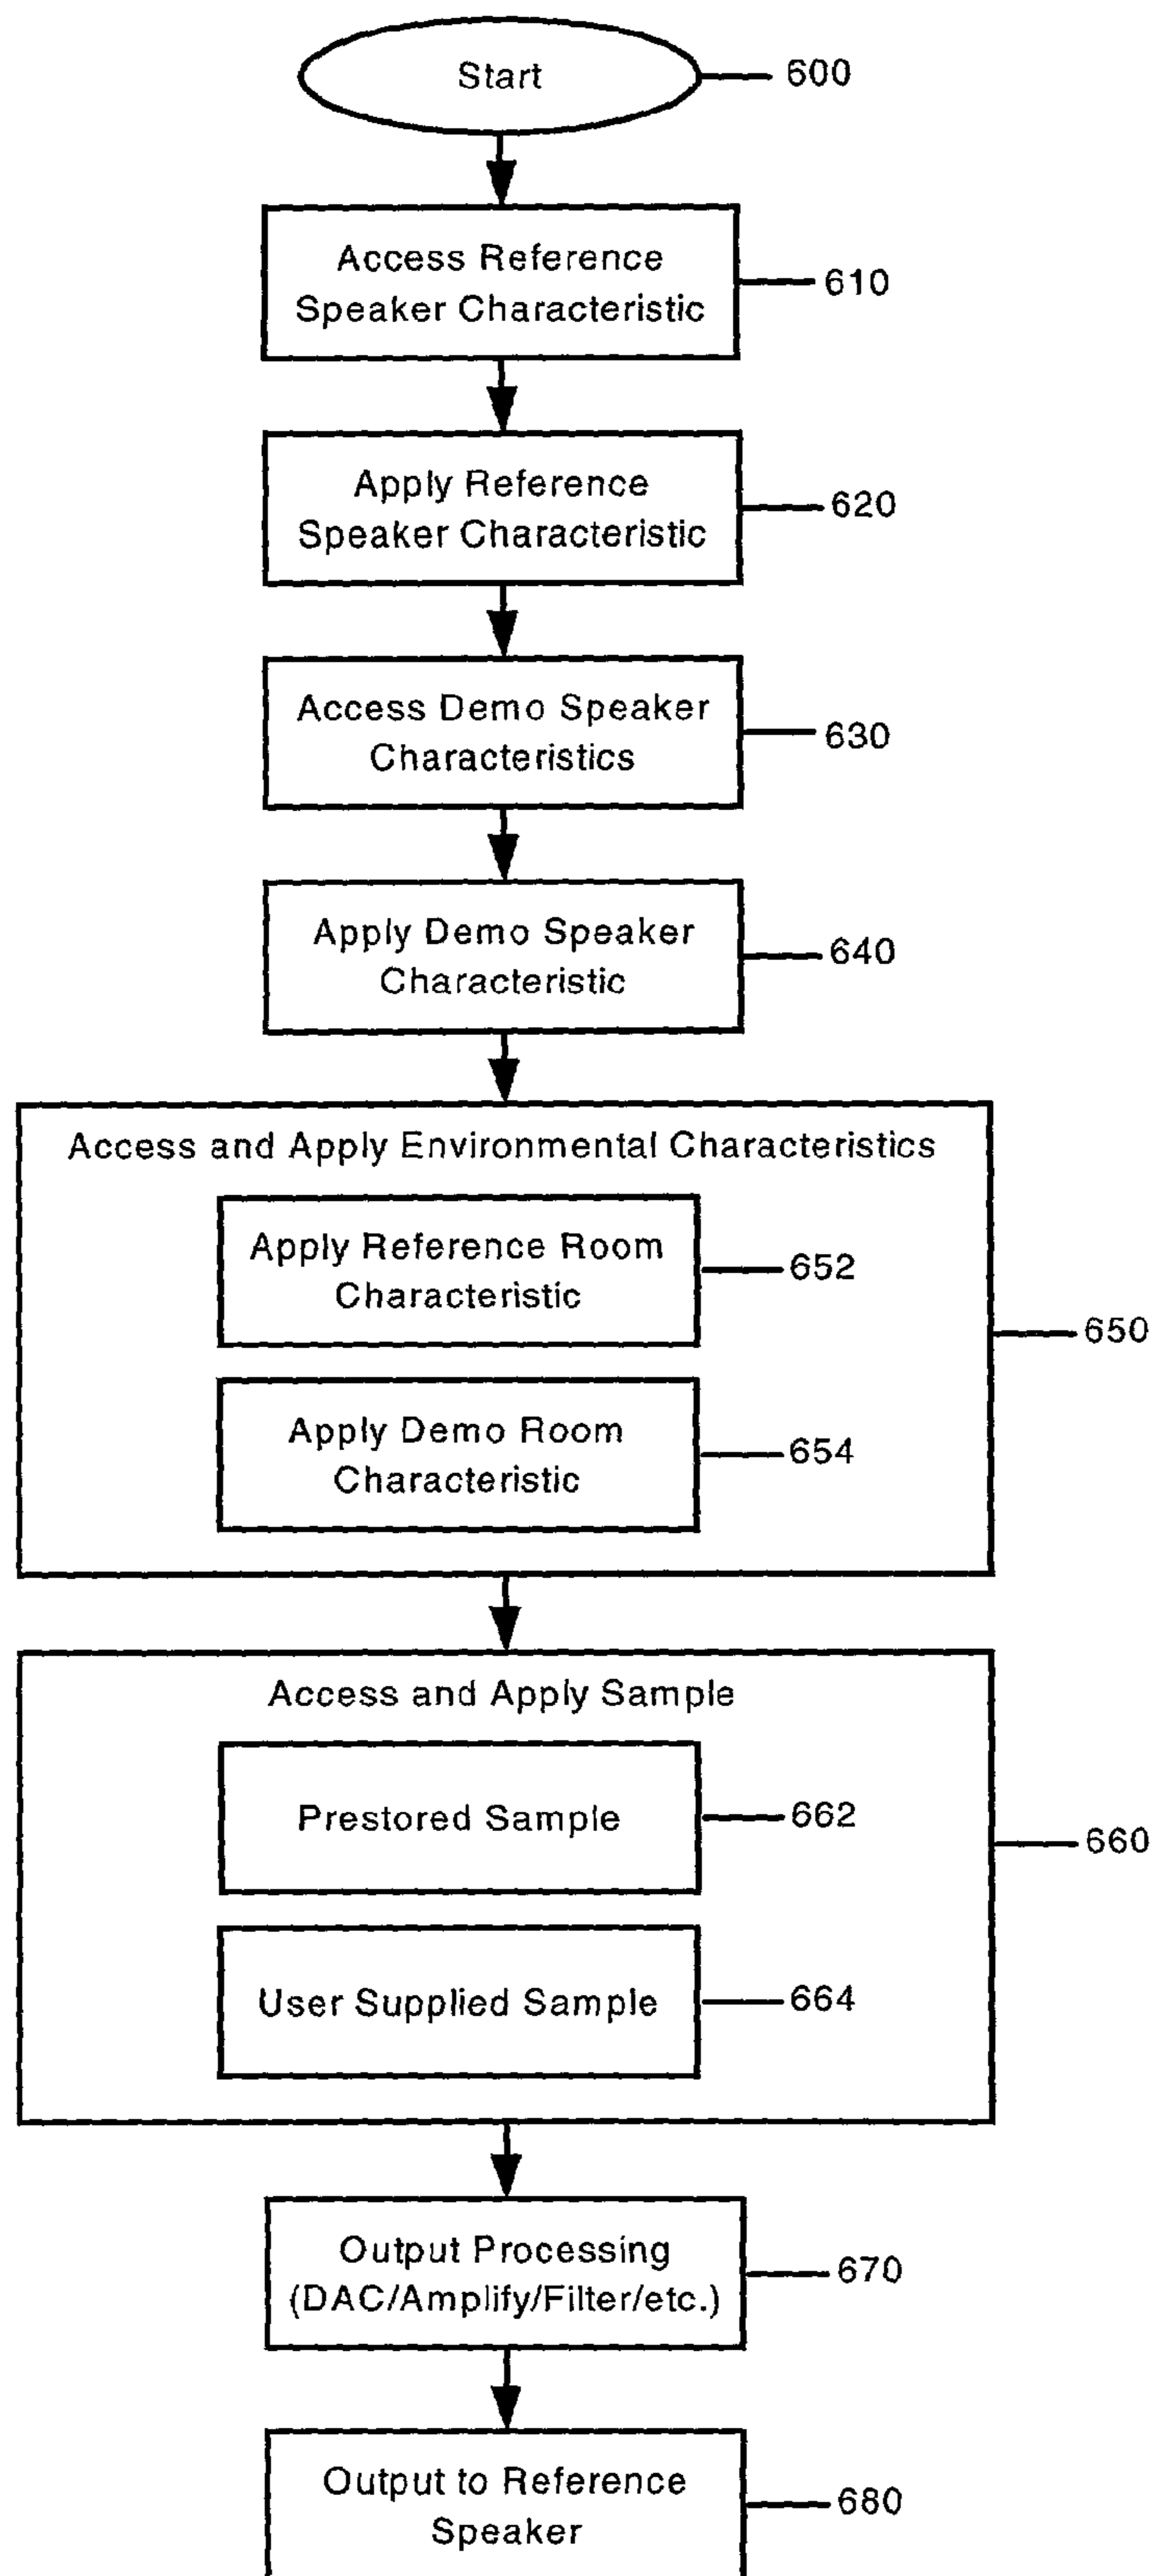 Start
600
Access Reference
Speaker Characteristic
610
Apply Reference
Speaker Characteristic
620
Access Demo Speaker
Characteristics
630
Apply Demo Speaker
Characteristic
640
Access and Apply Environmental Characteristics
Apply Reference Room
Characteristic
652
650
Apply Demo Room
Characteristic
654
Access and Apply Sample
Prestored Sample
662
660
User Supplied Sample
664
Output Processing
(DAC/Amplify/Filter/etc.)
670
Output to Reference
Speaker
680